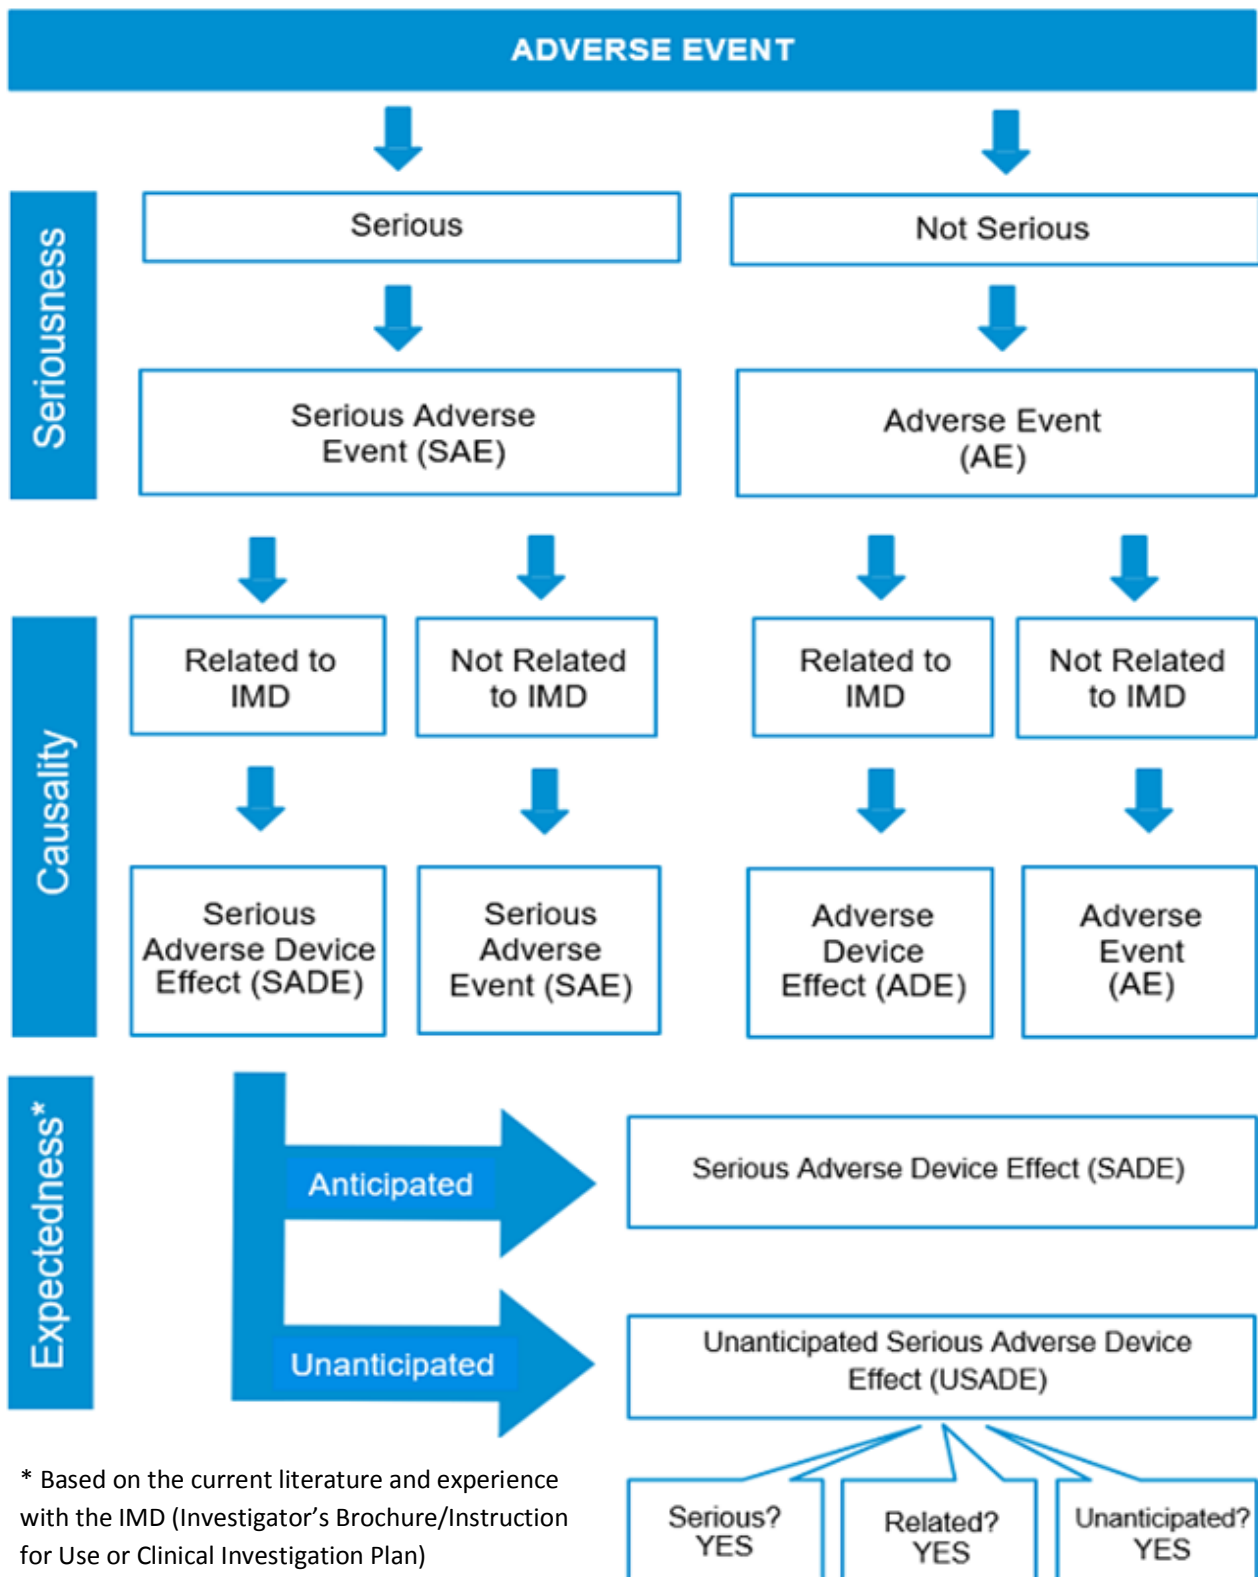 ADVERSE EVENT
Seriousness
Serious
Not Serious
Serious Adverse
Event (SAE)
Adverse Event
(AE)
Causality
Related to
IMD
Not Related
to IMD
Related to
IMD
Not Related
to IMD
Serious
Adverse Device
Effect (SADE)
Serious
Adverse
Event (SAE)
Adverse
Device
Effect (ADE)
Adverse
Event
(AE)
Expectedness*
Anticipated
Serious Adverse Device Effect (SADE)
Unanticipated
Unanticipated Serious Adverse Device
Effect (USADE)
* Based on the current literature and experience
with the IMD (Investigator’s Brochure/Instruction
for Use or Clinical Investigation Plan)
Serious?
YES
Related?
YES
Unanticipated?
YES